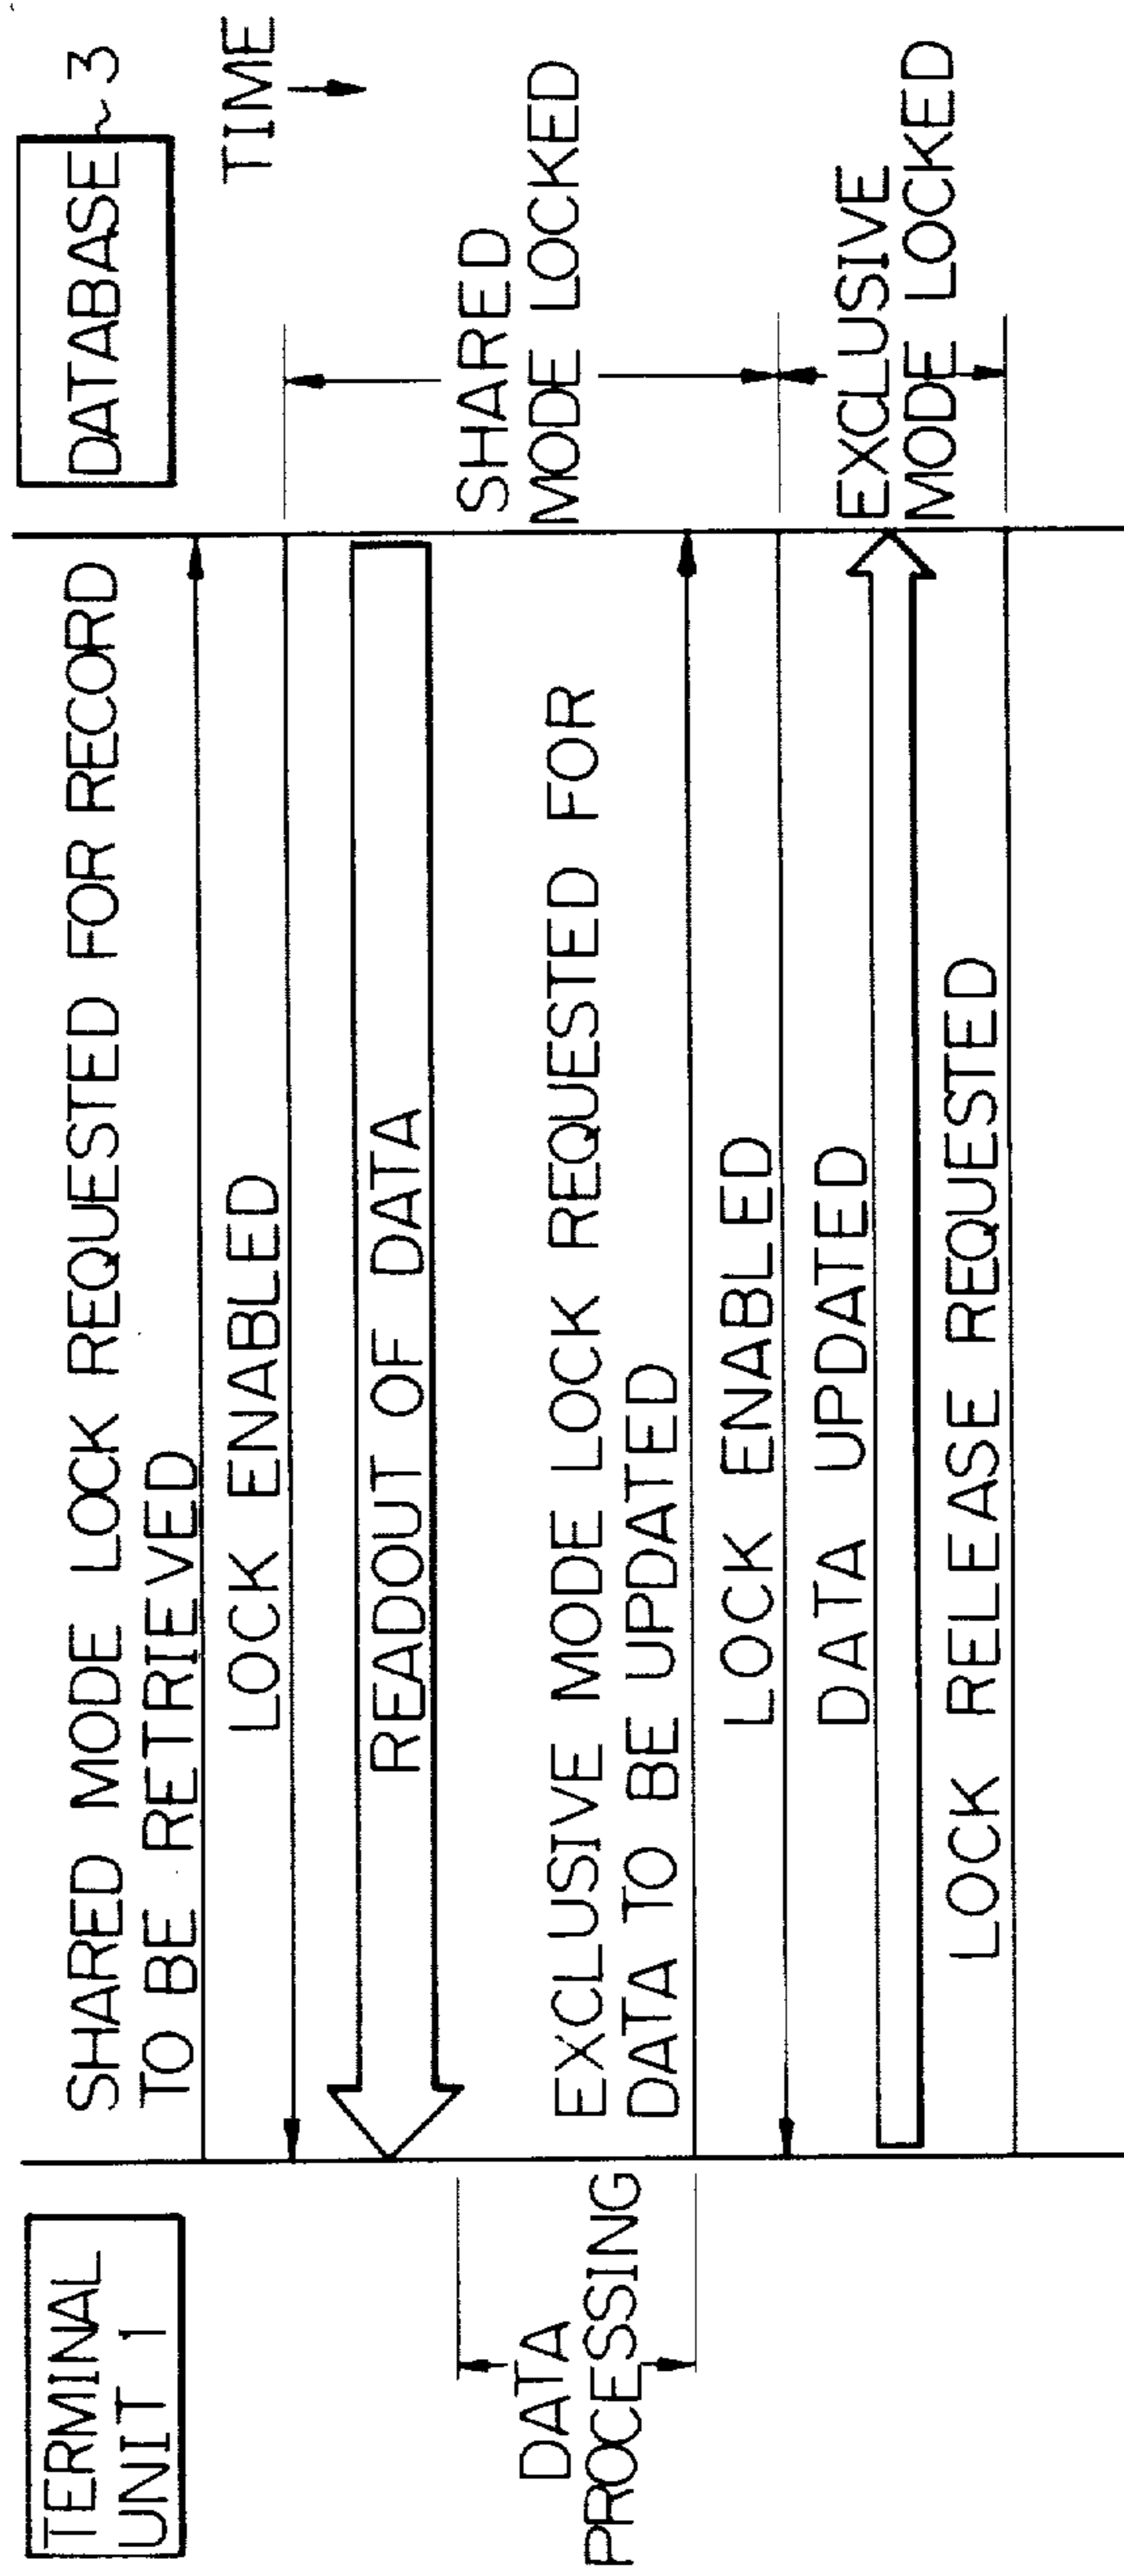 TERMINAL
UNIT 1
DATABASE ~3
TIME
SHARED MODE LOCK REQUESTED FOR RECORD
TO BE RETRIEVED
LOCK ENABLED
READOUT OF DATA
SHARED
MODE LOCKED
DATA
PROCESSING
EXCLUSIVE MODE LOCK REQUESTED FOR
DATA TO BE UPDATED
LOCK ENABLED
DATA UPDATED
EXCLUSIVE
MODE LOCKED
LOCK RELEASE REQUESTED